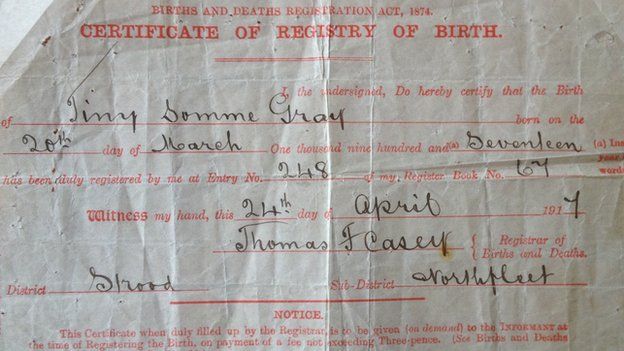 BIRTHS AND DEATHS REGISTRATION ACT, 1874.
CERTIFICATE OF REGISTRY OF BIRTH.
I, the undersigned, Do hereby certify that the Birth
of Tiny Somme Gray born on the
20th day of March One thousand nine hundred and (a) Seventeen (a) Ins
year
has been duly registered by me at Entry No. 248 of my Register Book No. 67 words
WITNESS my hand, this 24th day of April 1917
Thomas F Casey { Registrar of
Births and Deaths.
District Strood Sub-District Northfleet
NOTICE.
This Certificate when duly filled up by the Registrar, is to be given (on demand) to the INFORMANT at
the time of Registering the Birth, on payment of a fee not exceeding Three-pence. (See Births and Deaths